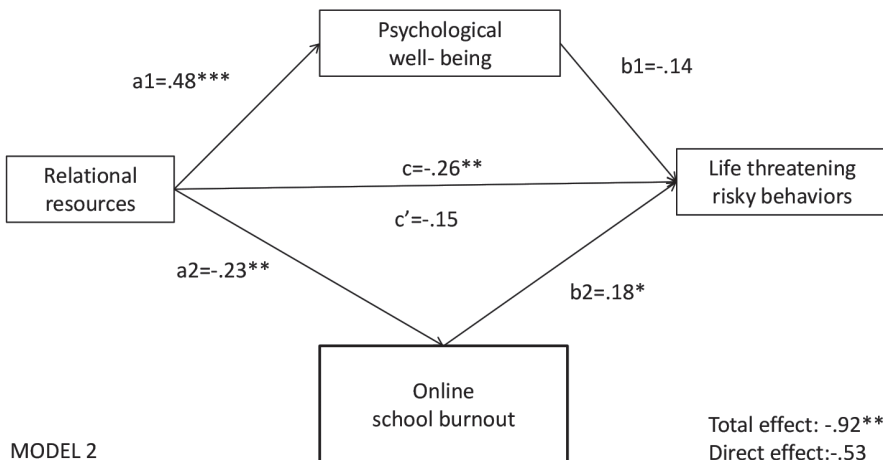 Psychological
well- being
a1=.48***
b1=-.14
Relational
resources
c=-.26**
Life threatening
risky behaviors
c’=-.15
a2=-.23**
b2=.18*
Online
school burnout
Total effect: -.92**
MODEL 2
Direct effect:-.53